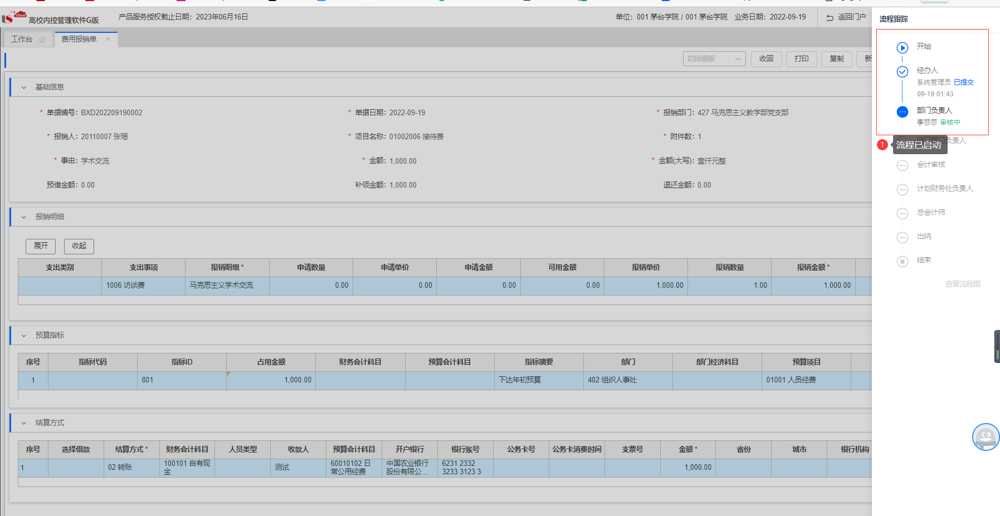 Cloud
高校内控管理软件G版
产品服务授权截止日期：2023年06月16日
单位：001 茅台学院 / 001 茅台学院 业务日期：2022-09-19
返回门户
工作台
费用报销单 ×
切换模板 ···
收回
打印
复制
新
基础信息
* 单据编号：BXD202209190002
* 单据日期：2022-09-19
* 报销部门：427 马克思主义教学部党支部
* 报销人：20110007 张珊
* 项目名称：01002006 接待费
* 附件数：1
* 事由：学术交流
* 金额：1,000.00
* 金额(大写)：壹仟元整
预借金额：0.00
补领金额：1,000.00
退还金额：0.00
报销明细
展开 收起
支出类别 支出事项 报销明细 * 申请数量 申请单价 申请金额 可用金额 报销单价 报销数量 报销金额 *
1006 访谈费 马克思主义学术交流 0.00 0.00 0.00 0.00 1,000.00 1.00 1,000.00
预算指标
序号 指标代码 指标ID 占用金额 财务会计科目 预算会计科目 指标摘要 部门 部门经济科目 预算项目
1 801 1,000.00 下达年初预算 402 组织人事处 01001 人员经费
结算方式
序号 选择借款 结算方式 * 财务会计科目 人员类型 收款人 预算会计科目 开户银行 银行账号 公务卡号 公务卡消费时间 支票号 金额 * 省份 城市 银行机构
1 02 转账 100101 自有现金 测试 60010102 日常公用经费 中国农业银行股份有限公... 6231 2332 3233 3123 3 1,000.00
流程跟踪
开始
经办人
系统管理员 已提交
09-19 01:43
部门负责人
李莎莎 审核中
负责人
1 流程已启动
会计审核
计划财务处负责人
总会计师
出纳
结束
查看流程图